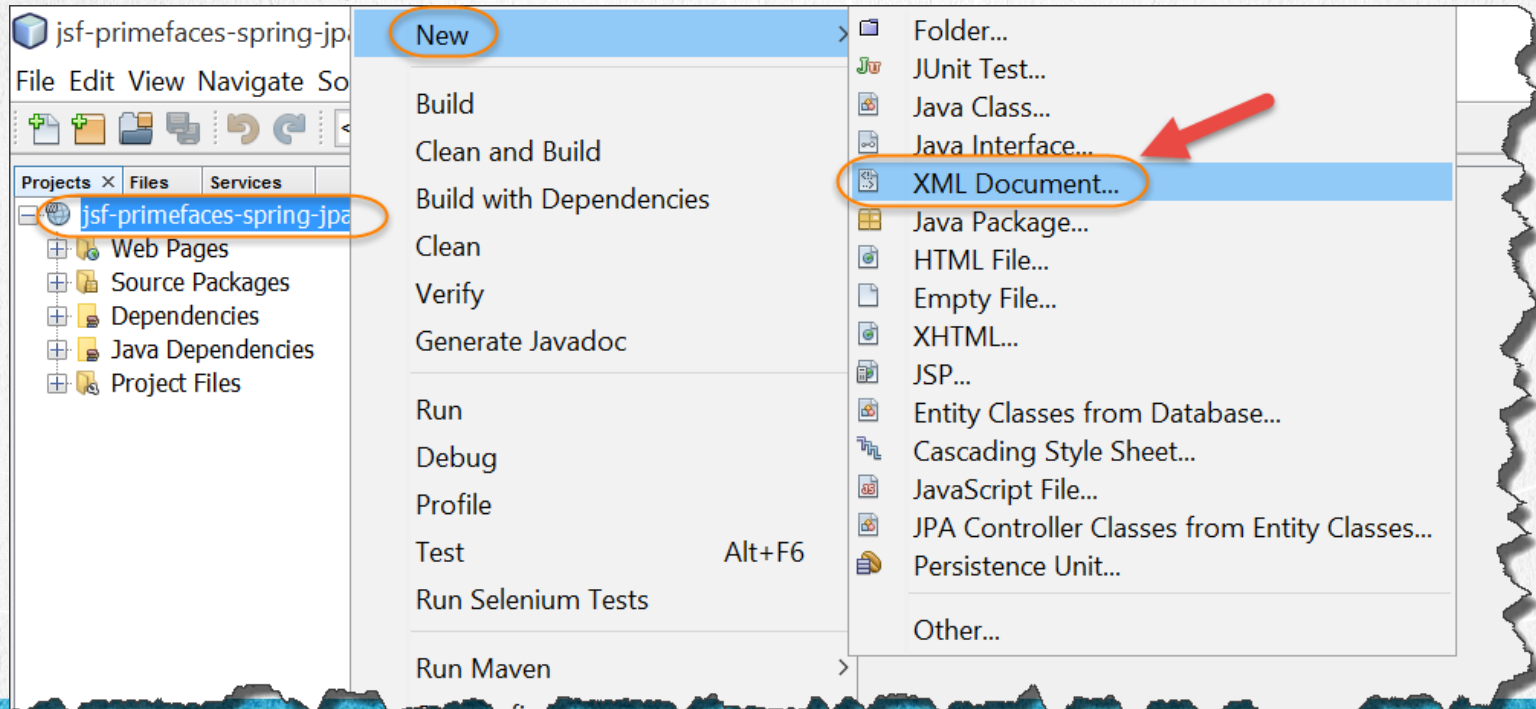 jsf-primefaces-spring-jpa
File Edit View Navigate So
<
Projects × Files Services
jsf-primefaces-spring-jpa
Web Pages
Source Packages
Dependencies
Java Dependencies
Project Files
New
Build
Clean and Build
Build with Dependencies
Clean
Verify
Generate Javadoc
Run
Debug
Profile
Test Alt+F6
Run Selenium Tests
Run Maven
Folder...
JUnit Test...
Java Class...
Java Interface...
XML Document...
Java Package...
HTML File...
Empty File...
XHTML...
JSP...
Entity Classes from Database...
Cascading Style Sheet...
JavaScript File...
JPA Controller Classes from Entity Classes...
Persistence Unit...
Other...